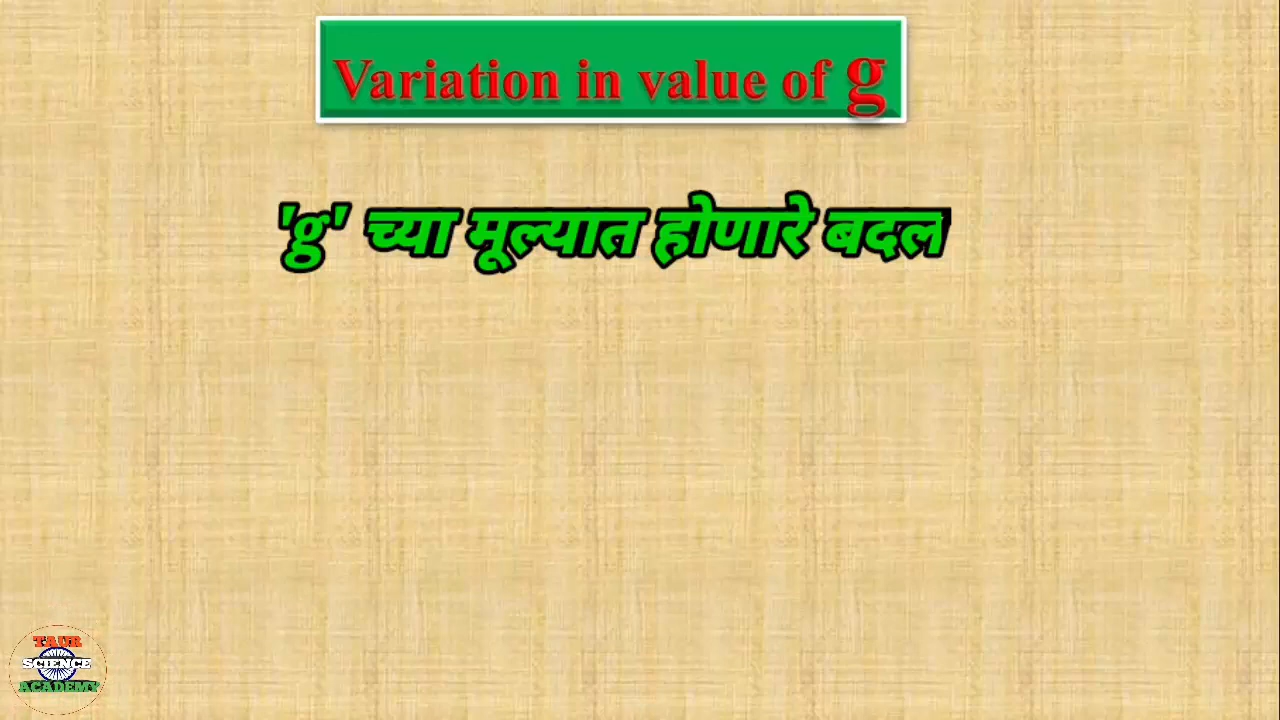 Variation in value of g
'g' च्या मूल्यात होणारे बदल
TAUR
SCIENCE
ACADEMY